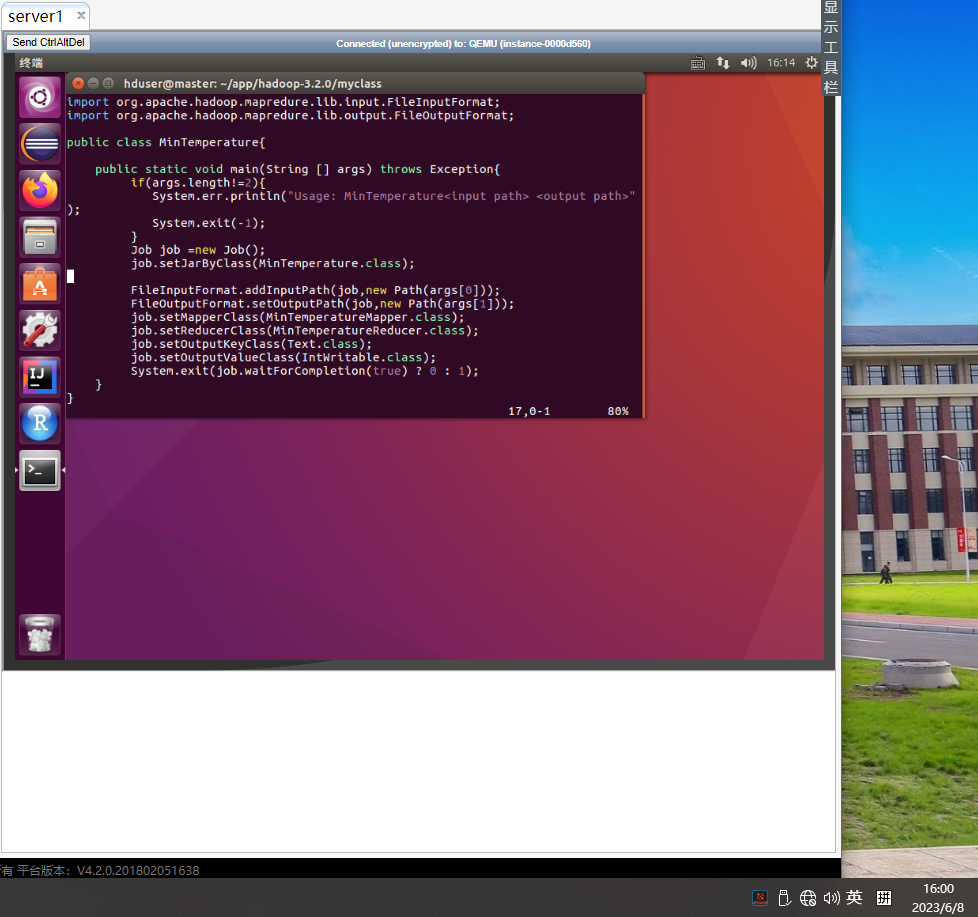 server1
Send CtrlAltDel
Connected (unencrypted) to: QEMU (instance-0000d560)
显示工具栏
终端
16:14
hduser@master: ~/app/hadoop-3.2.0/myclass
import org.apache.hadoop.mapredure.lib.input.FileInputFormat;
import org.apache.hadoop.mapredure.lib.output.FileOutputFormat;
public class MinTemperature{
public static void main(String [] args) throws Exception{
if(args.length!=2){
System.err.println("Usage: MinTemperature<input path> <output path>"
);
System.exit(-1);
}
Job job =new Job();
job.setJarByClass(MinTemperature.class);
FileInputFormat.addInputPath(job,new Path(args[0]));
FileOutputFormat.setOutputPath(job,new Path(args[1]));
job.setMapperClass(MinTemperatureMapper.class);
job.setReducerClass(MinTemperatureReducer.class);
job.setOutputKeyClass(Text.class);
job.setOutputValueClass(IntWritable.class);
System.exit(job.waitForCompletion(true) ? 0 : 1);
}
}
17,0-1 80%
IJ
R
有 平台版本：V4.2.0.201802051638
英 拼
16:00
2023/6/8